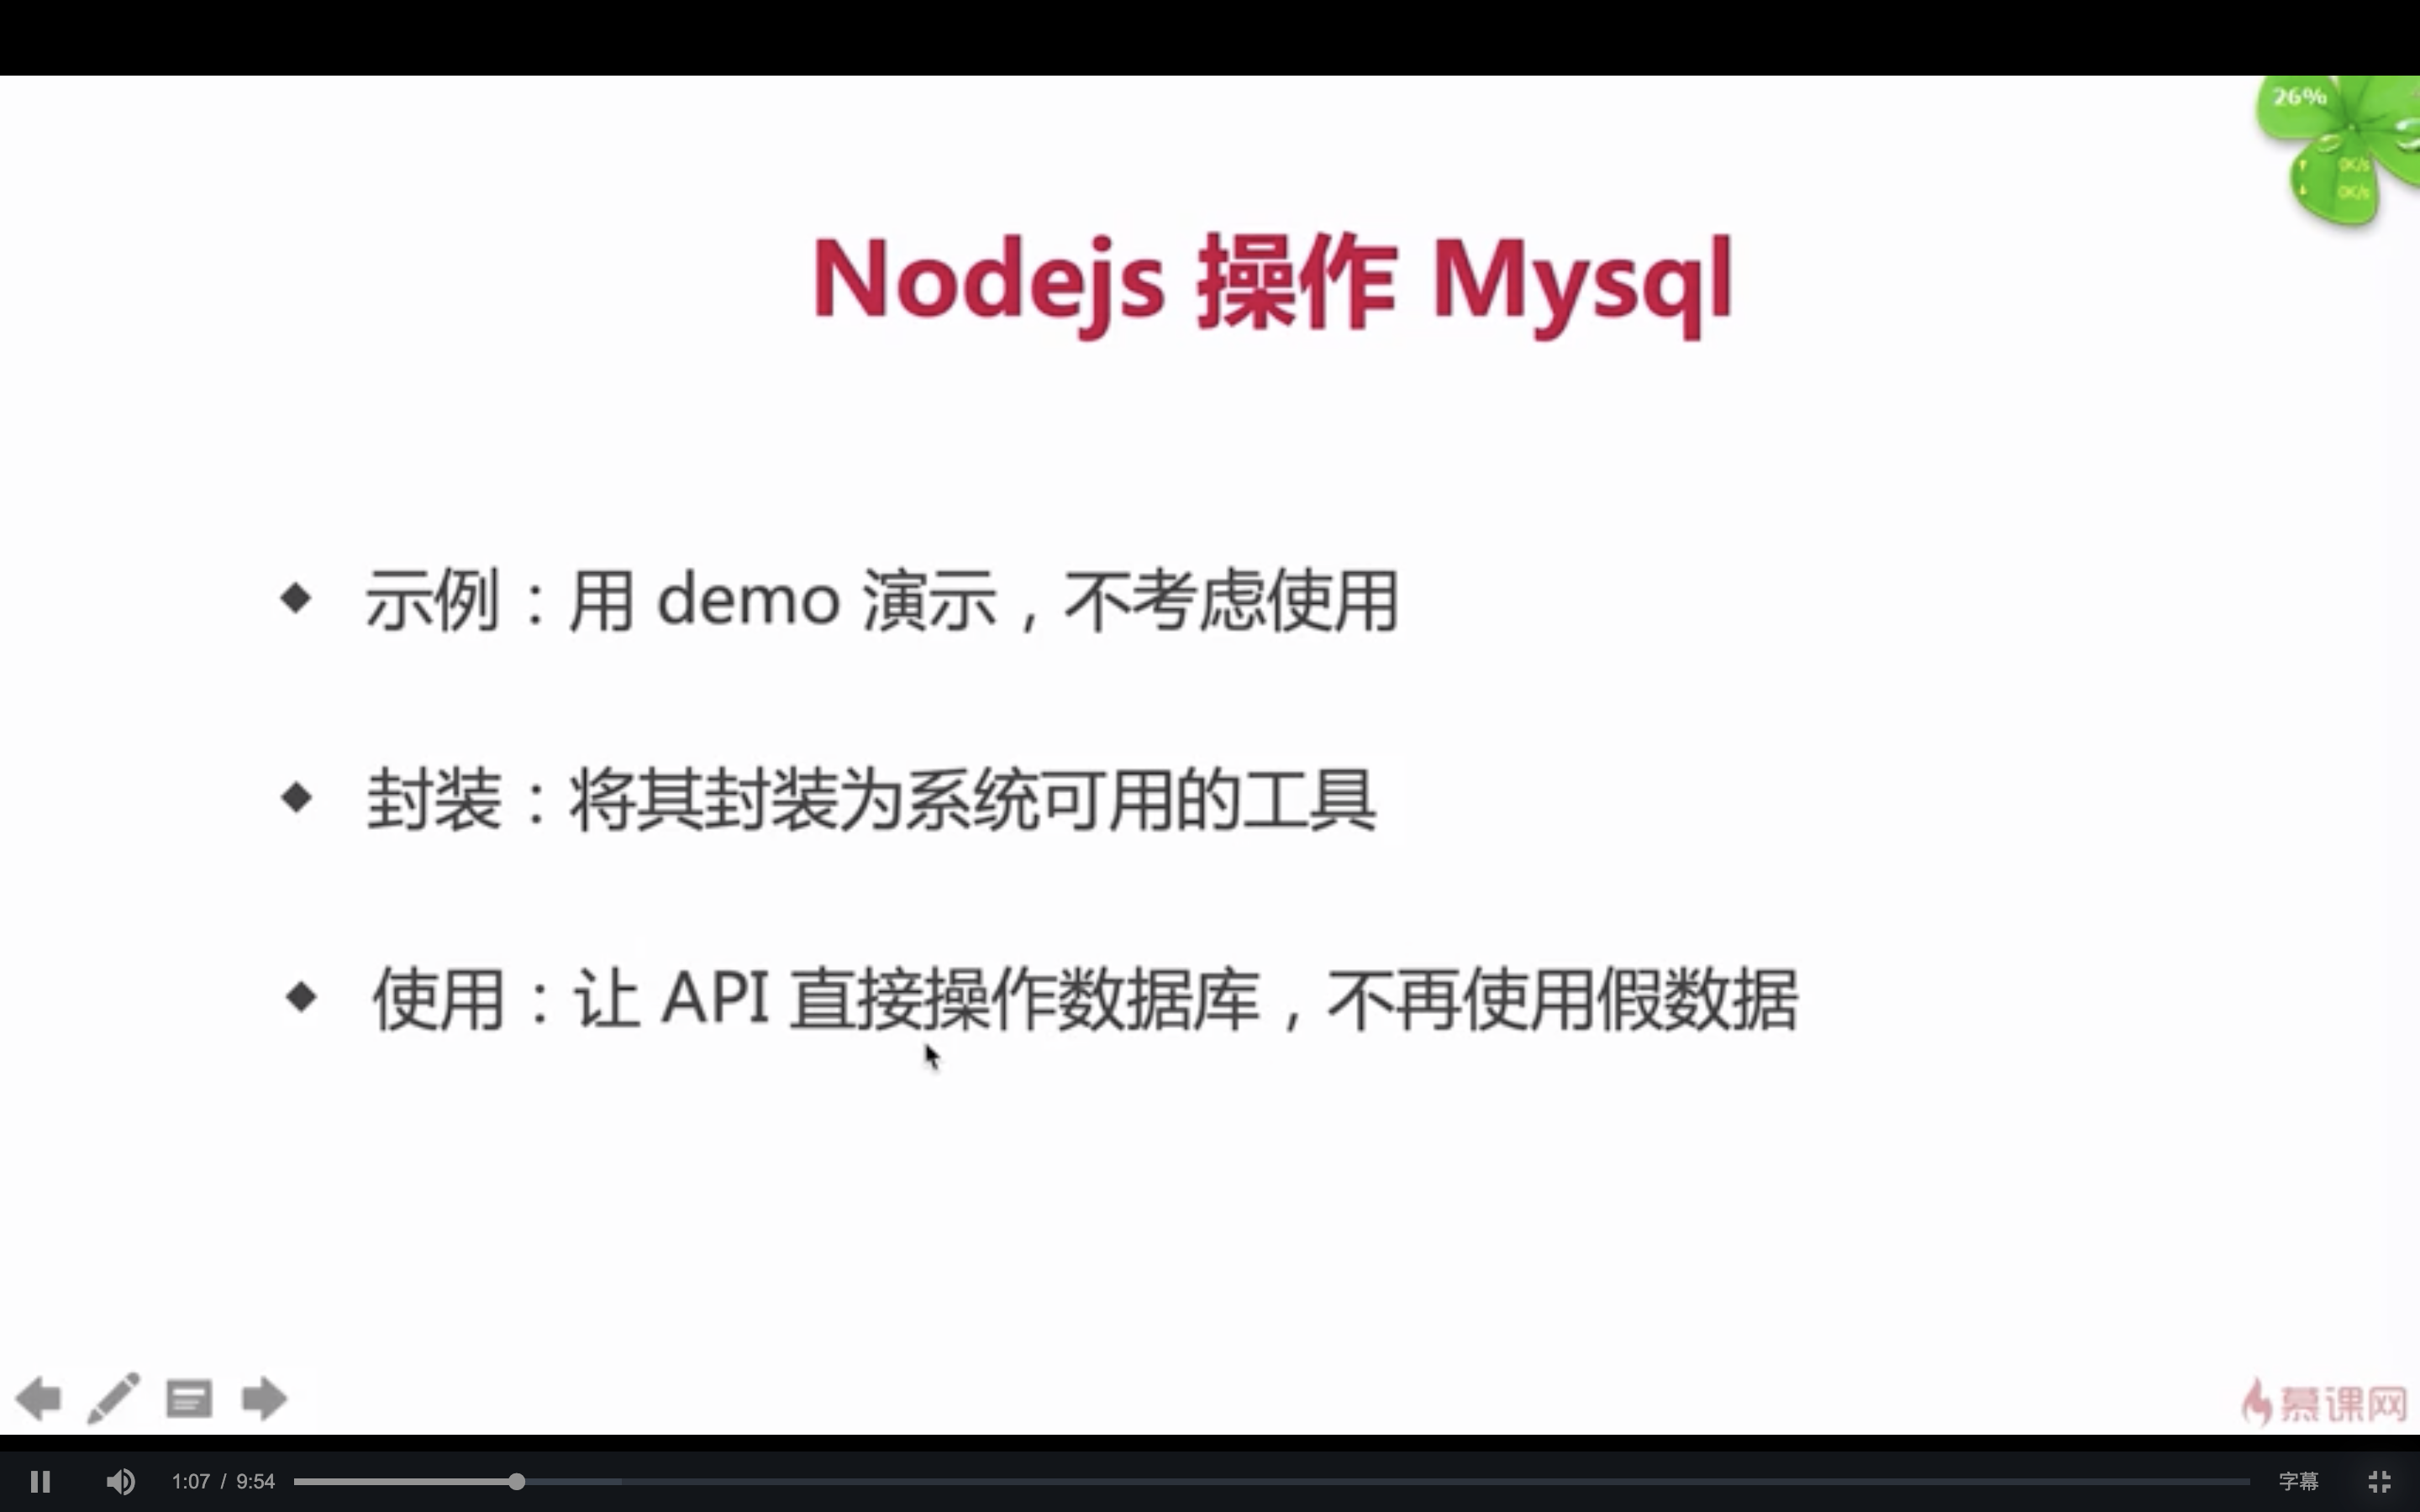 26%
0K/s
0K/s
Nodejs 操作 Mysql
◆ 示例：用 demo 演示，不考虑使用
◆ 封装：将其封装为系统可用的工具
◆ 使用：让 API 直接操作数据库，不再使用假数据
慕课网
1:07 / 9:54
字幕